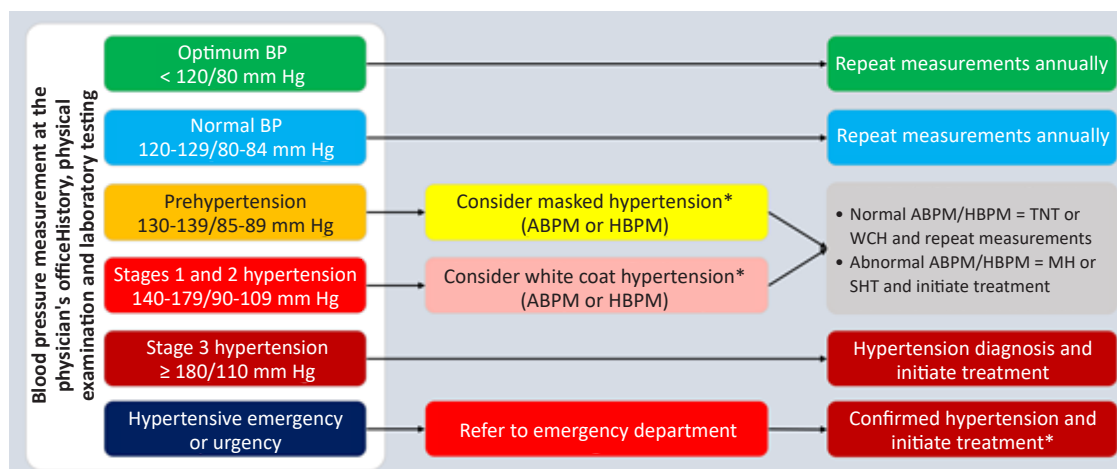 Blood pressure measurement at the
physician's officeHistory, physical
examination and laboratory testing
Optimum BP
< 120/80 mm Hg
Repeat measurements annually
Normal BP
120-129/80-84 mm Hg
Repeat measurements annually
Prehypertension
130-139/85-89 mm Hg
Consider masked hypertension*
(ABPM or HBPM)
Stages 1 and 2 hypertension
140-179/90-109 mm Hg
Consider white coat hypertension*
(ABPM or HBPM)
• Normal ABPM/HBPM = TNT or
WCH and repeat measurements
• Abnormal ABPM/HBPM = MH or
SHT and initiate treatment
Stage 3 hypertension
≥ 180/110 mm Hg
Hypertension diagnosis and
initiate treatment
Hypertensive emergency
or urgency
Refer to emergency department
Confirmed hypertension and
initiate treatment*